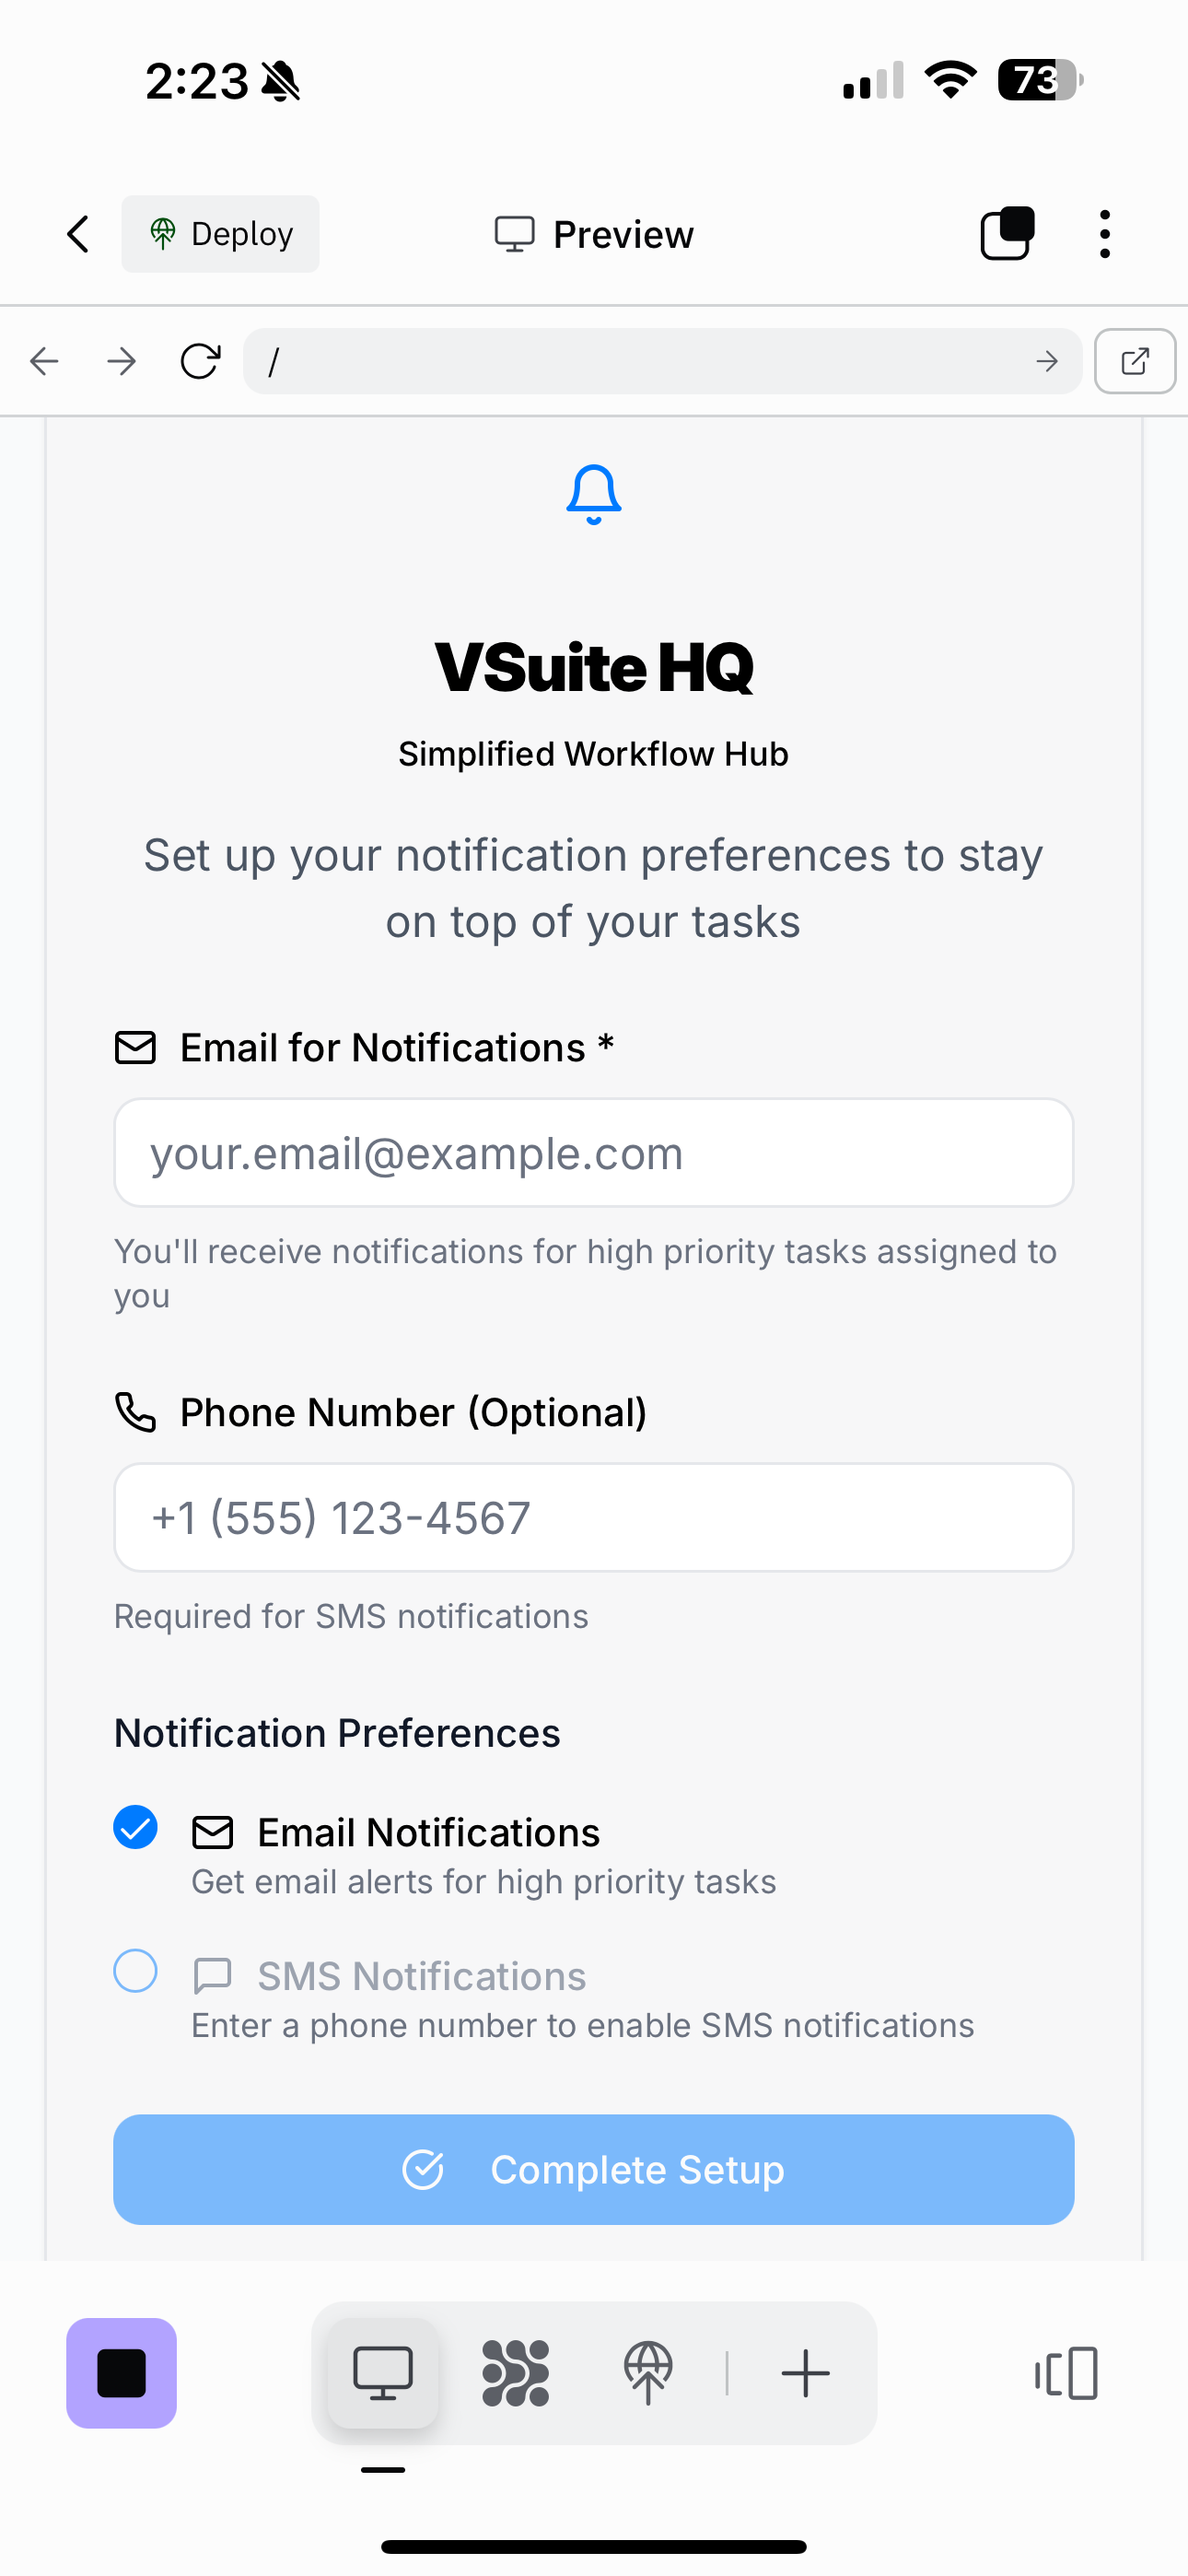 2:23
73
Deploy
Preview
/
VSuite HQ
Simplified Workflow Hub
Set up your notification preferences to stay
on top of your tasks
Email for Notifications *
your.email@example.com
You'll receive notifications for high priority tasks assigned to
you
Phone Number (Optional)
+1 (555) 123-4567
Required for SMS notifications
Notification Preferences
Email Notifications
Get email alerts for high priority tasks
SMS Notifications
Enter a phone number to enable SMS notifications
Complete Setup